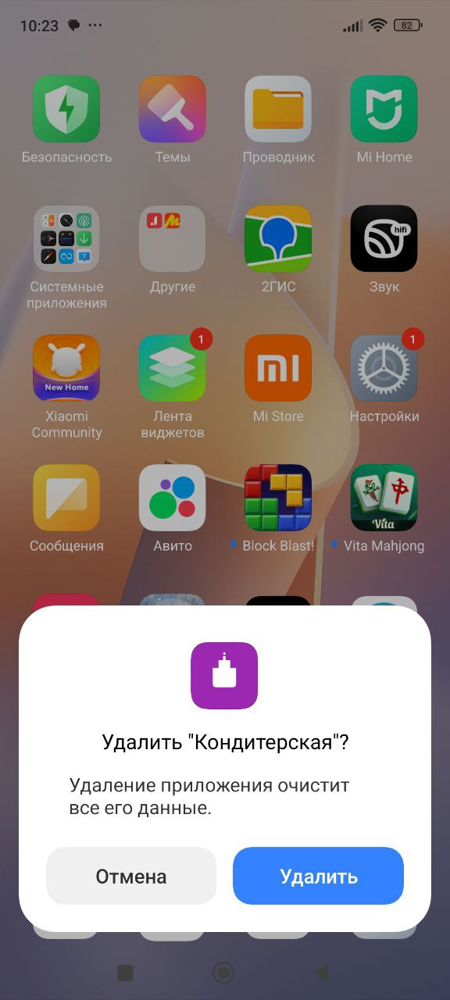 10:23
82
Безопасность
Темы
Проводник
Mi Home
hifi
Системные
приложения
Другие
2ГИС
Звук
1
1
New Home
Xiaomi
Community
Лента
виджетов
Mi Store
Настройки
Vita
Сообщения
Авито
Block Blast!
Vita Mahjong
Удалить "Кондитерская"?
Удаление приложения очистит
все его данные.
Отмена
Удалить